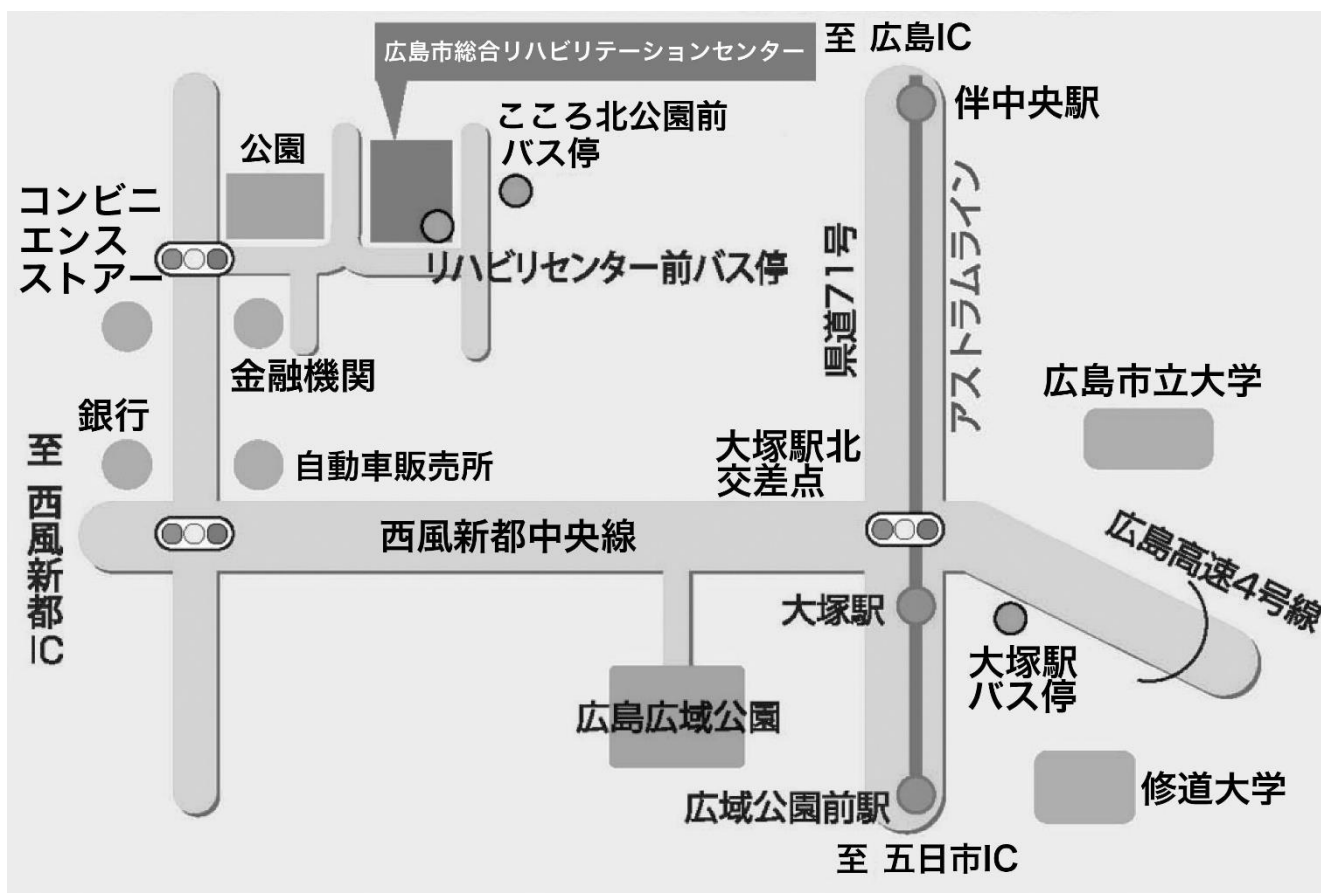 広島市総合リハビリテーションセンター
至 広島IC
伴中央駅
こころ北公園前
バス停
公園
コンビニ
エンス
ストアー
リハビリセンター前バス停
県道71号
アストラムライン
金融機関
広島市立大学
銀行
自動車販売所
大塚駅北
交差点
至 西風新都IC
西風新都中央線
広島高速4号線
大塚駅
大塚駅
バス停
広島広域公園
広域公園前駅
修道大学
至 五日市IC